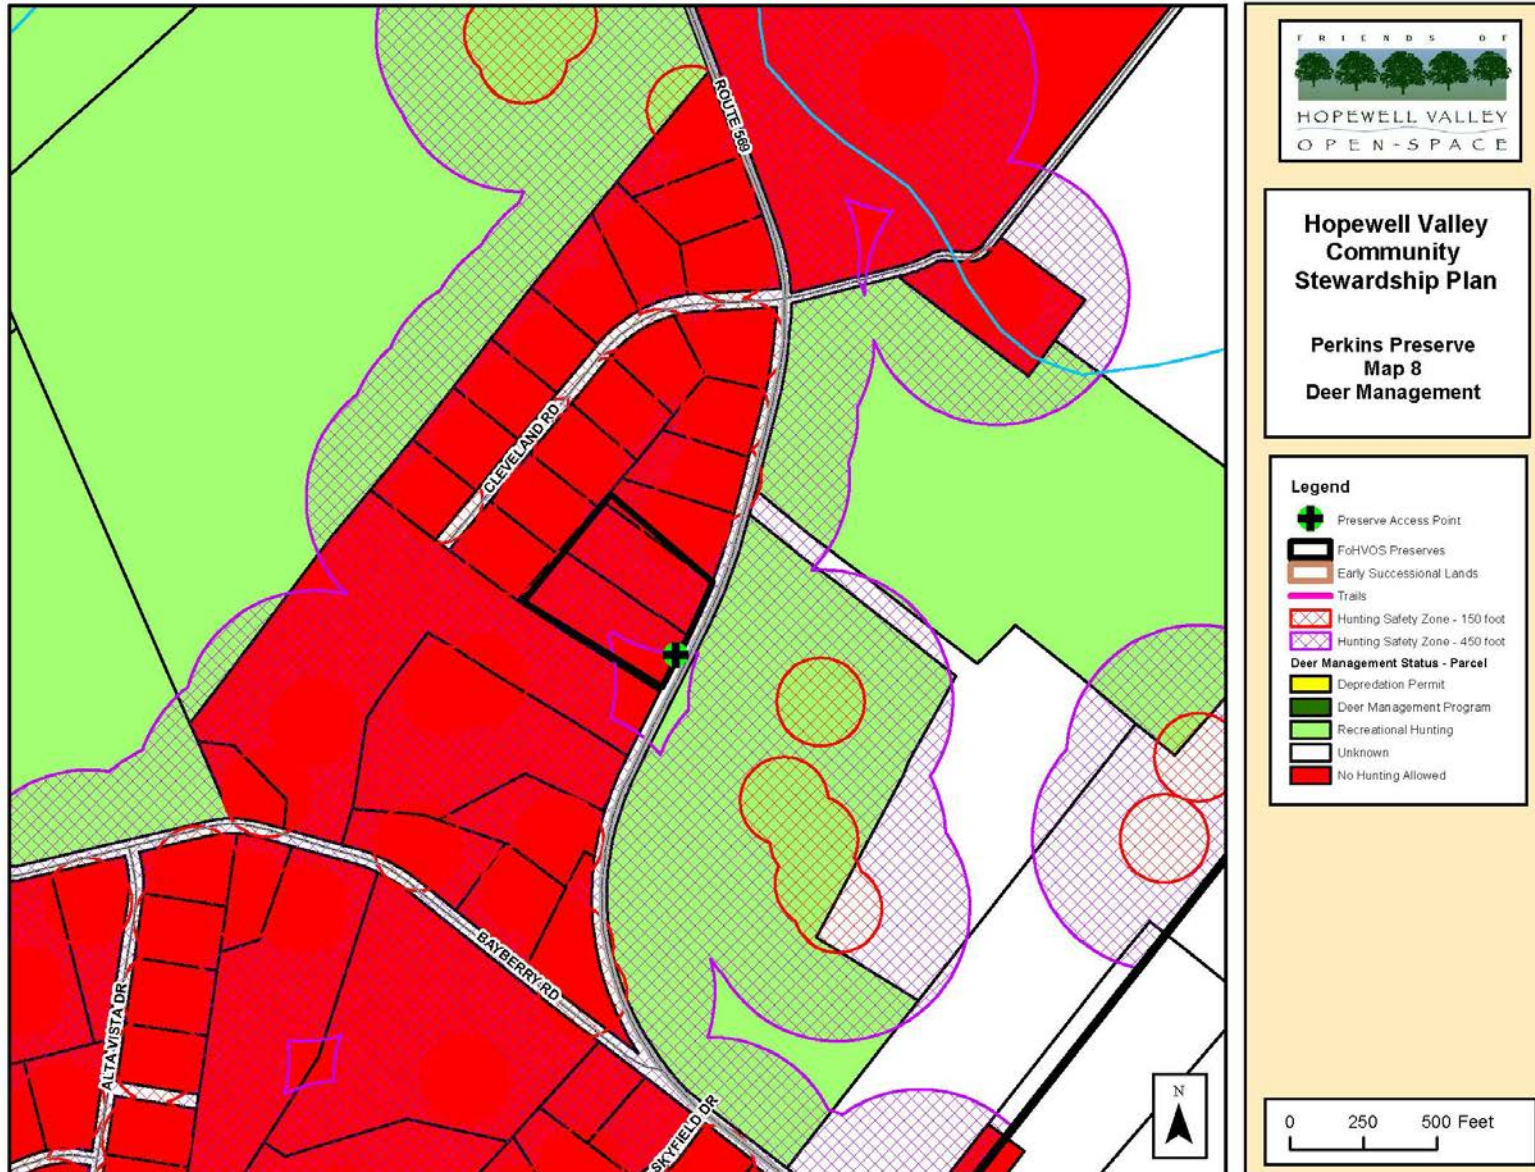 FRIENDS OF
HOPEWELL VALLEY
OPEN-SPACE
Hopewell Valley
Community
Stewardship Plan
Perkins Preserve
Map 8
Deer Management
Legend
Preserve Access Point
FoHVOS Preserves
Early Successional Lands
Trails
Hunting Safety Zone - 150 foot
Hunting Safety Zone - 450 foot
Deer Management Status - Parcel
Depredation Permit
Deer Management Program
Recreational Hunting
Unknown
No Hunting Allowed
0 250 500 Feet
ROUTE 569
CLEVELAND RD
BAYBERRY RD
ALTA VISTA DR
SKYFIELD DR
N